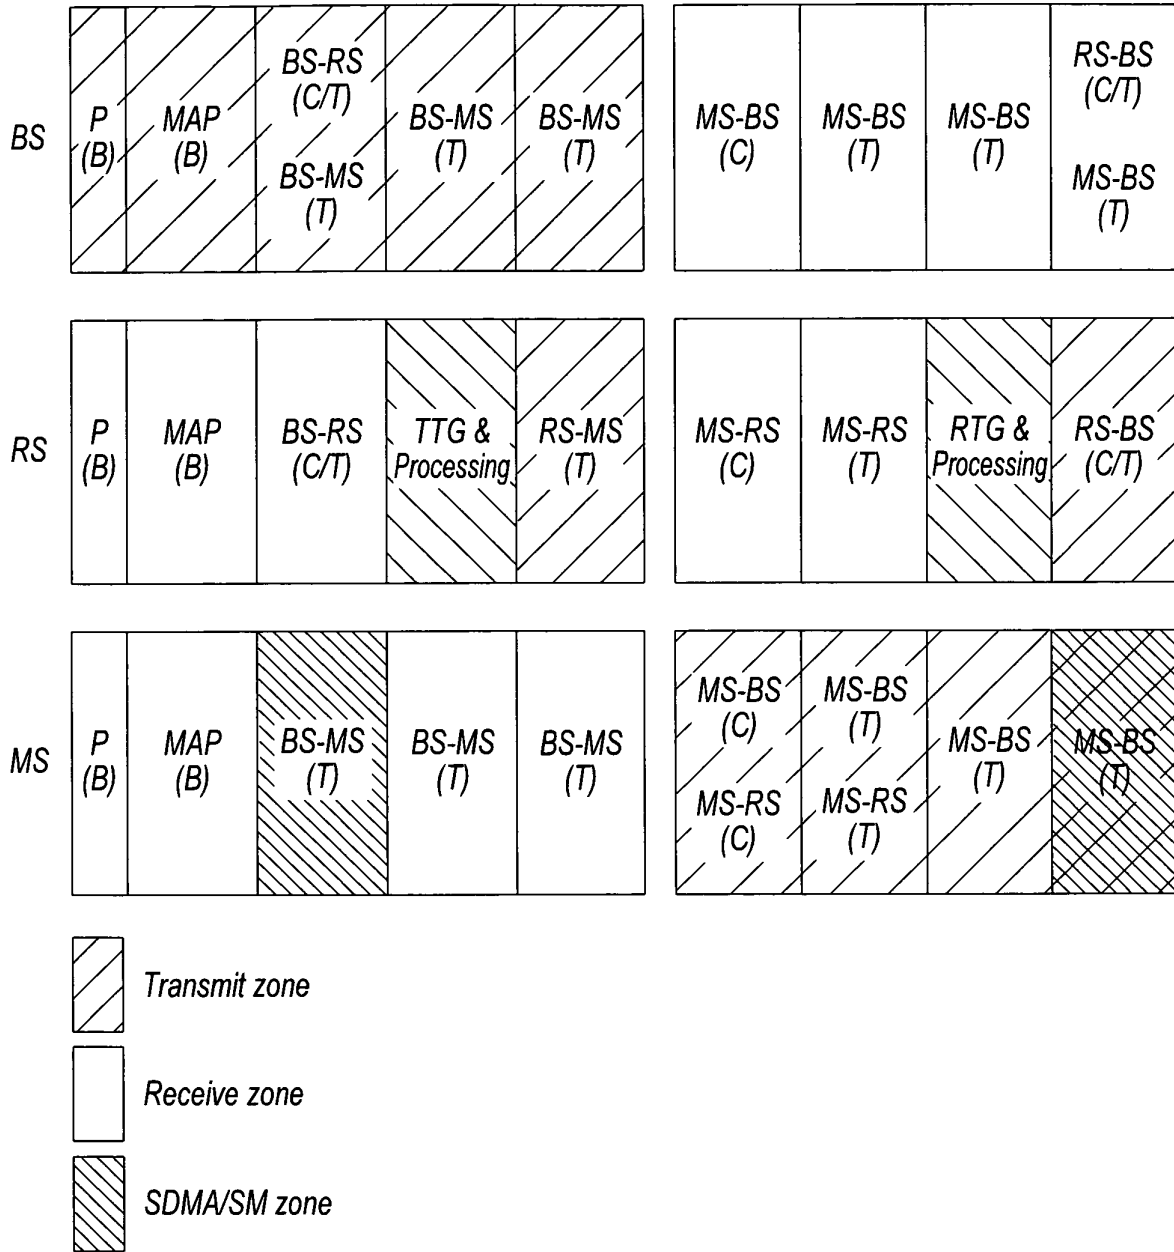 BS
P
(B)
MAP
(B)
BS-RS
(C/T)
BS-MS
(T)
BS-MS
(T)
BS-MS
(T)
MS-BS
(C)
MS-BS
(T)
MS-BS
(T)
RS-BS
(C/T)
MS-BS
(T)
RS
P
(B)
MAP
(B)
BS-RS
(C/T)
TTG &
Processing
RS-MS
(T)
MS-RS
(C)
MS-RS
(T)
RTG &
Processing
RS-BS
(C/T)
MS
P
(B)
MAP
(B)
BS-MS
(T)
BS-MS
(T)
BS-MS
(T)
MS-BS
(C)
MS-RS
(C)
MS-BS
(T)
MS-RS
(T)
MS-BS
(T)
MS-BS
(T)
Transmit zone
Receive zone
SDMA/SM zone